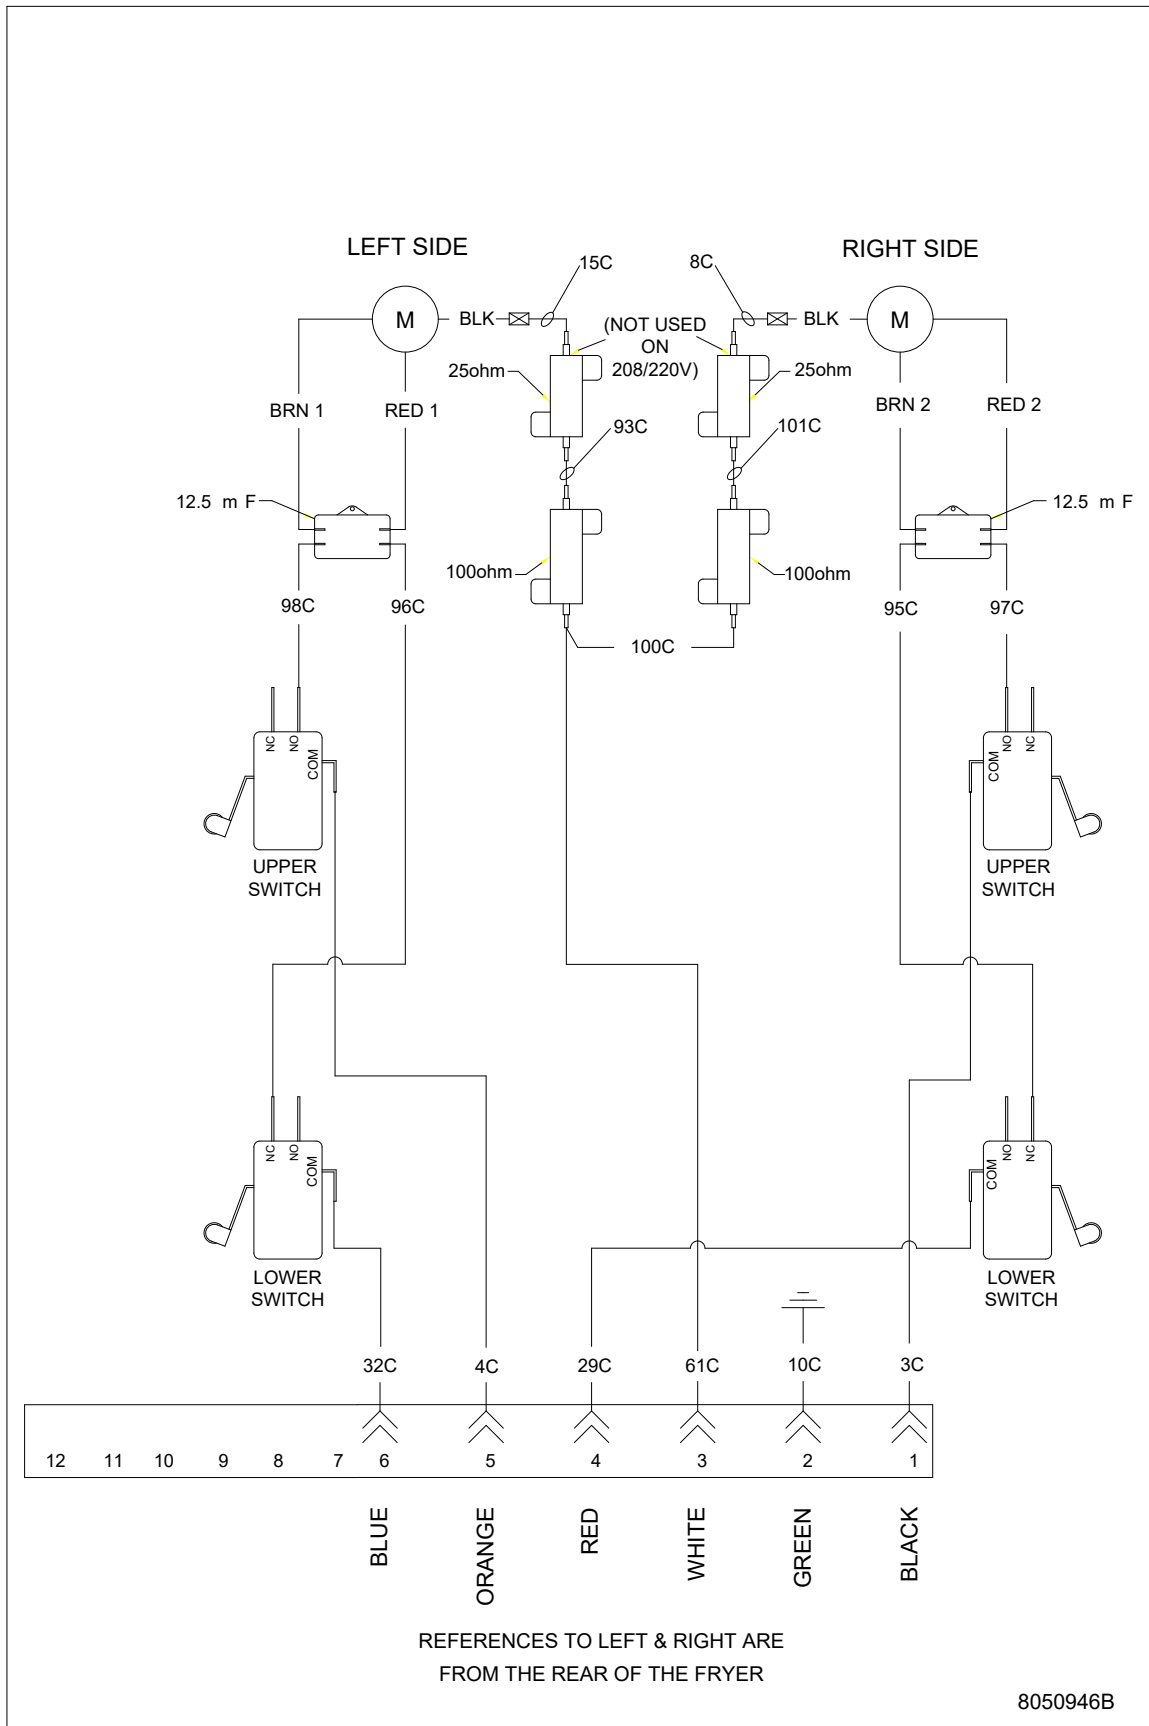 LEFT SIDE
RIGHT SIDE
15C
8C
M
BLK
(NOT USED
ON
208/220V)
BLK
M
25ohm
25ohm
BRN 1
RED 1
BRN 2
RED 2
93C
101C
12.5 m F
12.5 m F
100ohm
100ohm
98C
96C
95C
97C
100C
NC
NO
COM
COM
NO
NC
UPPER
SWITCH
UPPER
SWITCH
NC
NO
COM
COM
NO
NC
LOWER
SWITCH
LOWER
SWITCH
32C
4C
29C
61C
10C
3C
12 11 10 9 8 7 6 5 4 3 2 1
BLUE
ORANGE
RED
WHITE
GREEN
BLACK
REFERENCES TO LEFT & RIGHT ARE
FROM THE REAR OF THE FRYER
8050946B